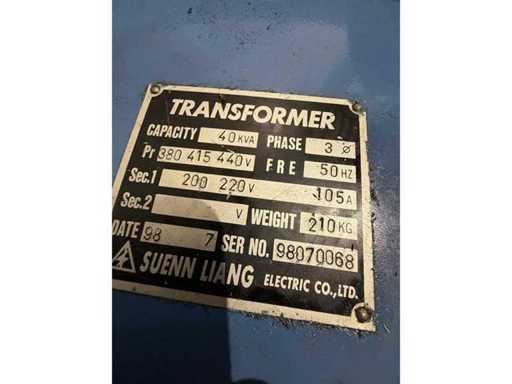 TRANSFORMER
CAPACITY 40KVA PHASE 3 Ø
Pr 380 415 440V FRE 50HZ
Sec.1 200 220V 105A
Sec.2 V WEIGHT 210KG
DATE 98 7 SER NO. 98070068
SUENN LIANG ELECTRIC CO.,LTD.